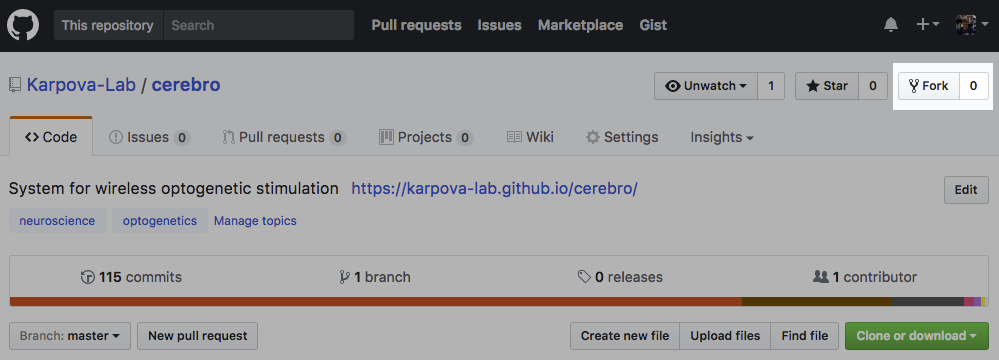 This repository Search Pull requests Issues Marketplace Gist
Karpova-Lab / cerebro Unwatch 1 Star 0 Fork 0
Code Issues 0 Pull requests 0 Projects 0 Wiki Settings Insights
System for wireless optogenetic stimulation https://karpova-lab.github.io/cerebro/ Edit
neuroscience optogenetics Manage topics
115 commits 1 branch 0 releases 1 contributor
Branch: master New pull request Create new file Upload files Find file Clone or download